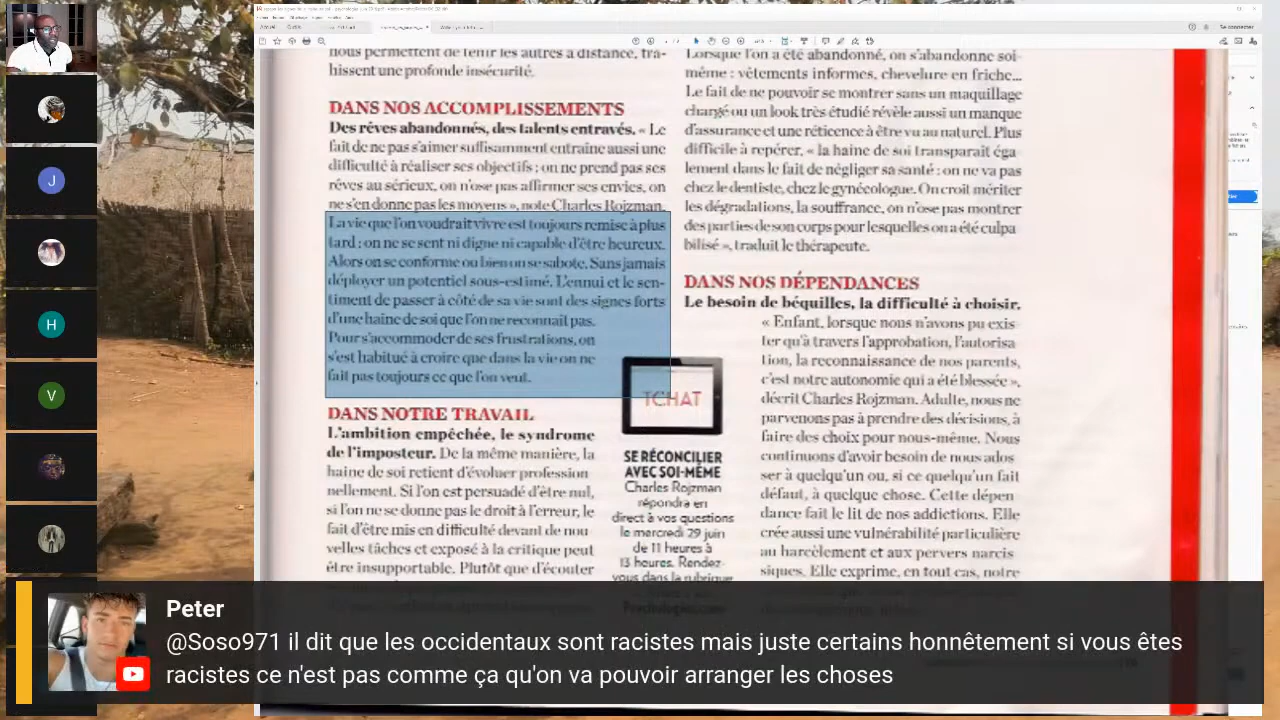 nous permettent de tenir les autres à distance, tra-
hissent une profonde insécurité.
DANS NOS ACCOMPLISSEMENTS
Des rêves abandonnés, des talents entravés. « Le
fait de ne pas s'aimer suffisamment entraîne aussi une
difficulté à réaliser ses objectifs : on ne prend pas ses
rêves au sérieux, on n'ose pas affirmer ses envies, on
ne s'en donne pas les moyens », note Charles Rojzman.
La vie que l'on voudrait vivre est toujours remise à plus
tard : on ne se sent ni digne ni capable d'être heureux.
Alors on se conforme ou bien on se sabote. Sans jamais
déployer un potentiel sous-estimé. L'ennui et le sen-
timent de passer à côté de sa vie sont des signes forts
d'une haine de soi que l'on ne reconnaît pas.
Pour s'accommoder de ses frustrations, on
s'est habitué à croire que dans la vie on ne
fait pas toujours ce que l'on veut.
DANS NOTRE TRAVAIL
L'ambition empêchée, le syndrome
de l'imposteur. De la même manière, la
haine de soi retient d'évoluer profession
nellement. Si l'on est persuadé d'être nul,
si l'on ne se donne pas le droit à l'erreur, le
fait d'être mis en difficulté devant de nou-
velles tâches et exposé à la critique peut
être insupportable. Plutôt que d'écouter
TCHAT
SE RÉCONCILIER
AVEC SOI-MÊME
Charles Rojzman
répondra en
direct à vos questions
le mercredi 29 juin
de 11 heures à
13 heures. Rendez-
vous dans la rubrique
Lorsque l'on a été abandonné, on s'abandonne soi-
même : vêtements informes, chevelure en friche...
Le fait de ne pouvoir se montrer sans un maquillage
chargé ou un look très étudié révèle aussi un manque
d'assurance et une réticence à être vu au naturel. Plus
difficile à repérer, « la haine de soi transparaît éga-
lement dans le fait de négliger sa santé : on ne va pas
chez le dentiste, chez le gynécologue. On croit mériter
les dégradations, la souffrance, on n'ose pas montrer
des parties de son corps pour lesquelles on a été culpa
bilisé », traduit le thérapeute.
DANS NOS DÉPENDANCES
Le besoin de béquilles, la difficulté à choisir.
« Enfant, lorsque nous n'avons pu exis-
ter qu'à travers l'approbation, l'autorisa-
tion, la reconnaissance de nos parents,
c'est notre autonomie qui a été blessée »,
décrit Charles Rojzman. Adulte, nous ne
parvenons pas à prendre des décisions, à
faire des choix pour nous-même. Nous
continuons d'avoir besoin de nous ados
ser à quelqu'un ou, si ce quelqu'un fait
défaut, à quelque chose. Cette dépen-
dance fait le lit de nos addictions. Elle
crée aussi une vulnérabilité particulière
au harcèlement et aux pervers narcis-
siques. Elle exprime, en tout cas, notre
J
H
V
Peter
@Soso971 il dit que les occidentaux sont racistes mais juste certains honnêtement si vous êtes
racistes ce n'est pas comme ça qu'on va pouvoir arranger les choses